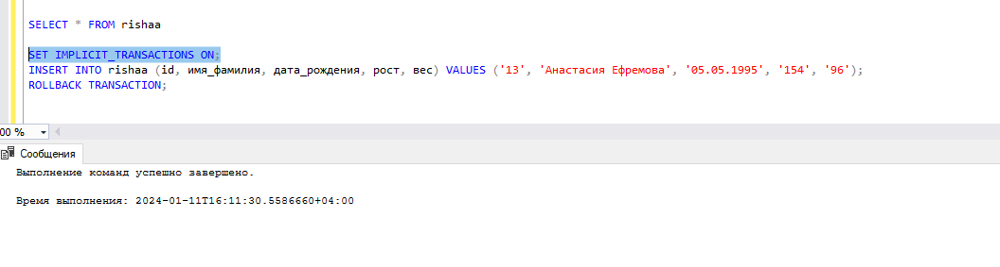 SELECT * FROM rishaa
SET IMPLICIT_TRANSACTIONS ON;
INSERT INTO rishaa (id, имя_фамилия, дата_рождения, рост, вес) VALUES ('13', 'Анастасия Ефремова', '05.05.1995', '154', '96');
ROLLBACK TRANSACTION;
00 %
Сообщения
Выполнение команд успешно завершено.
Время выполнения: 2024-01-11T16:11:30.5586660+04:00